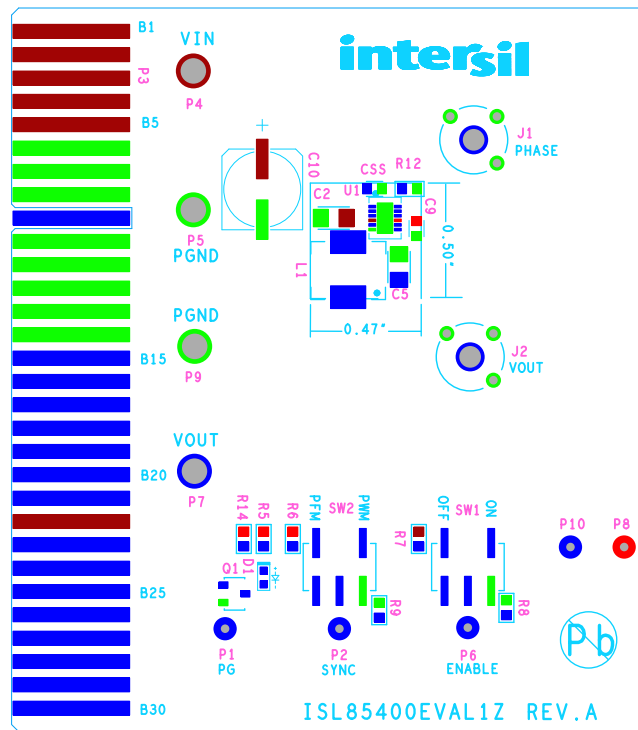 B1
VIN
intersil
P3
P4
B5
J1
PHASE
+
C10
CSS
R12
U1
C2
C9
P5
PGND
L1
C5
0.50"
0.47"
PGND
J2
VOUT
B15
P9
VOUT
B20
P7
R14
R5
R6
PFM
SW2
PWM
R7
OFF
SW1
ON
P10
P8
Q1
D1
B25
R9
R8
P1
PG
P2
SYNC
P6
ENABLE
Pb
B30
ISL85400EVAL1Z REV.A